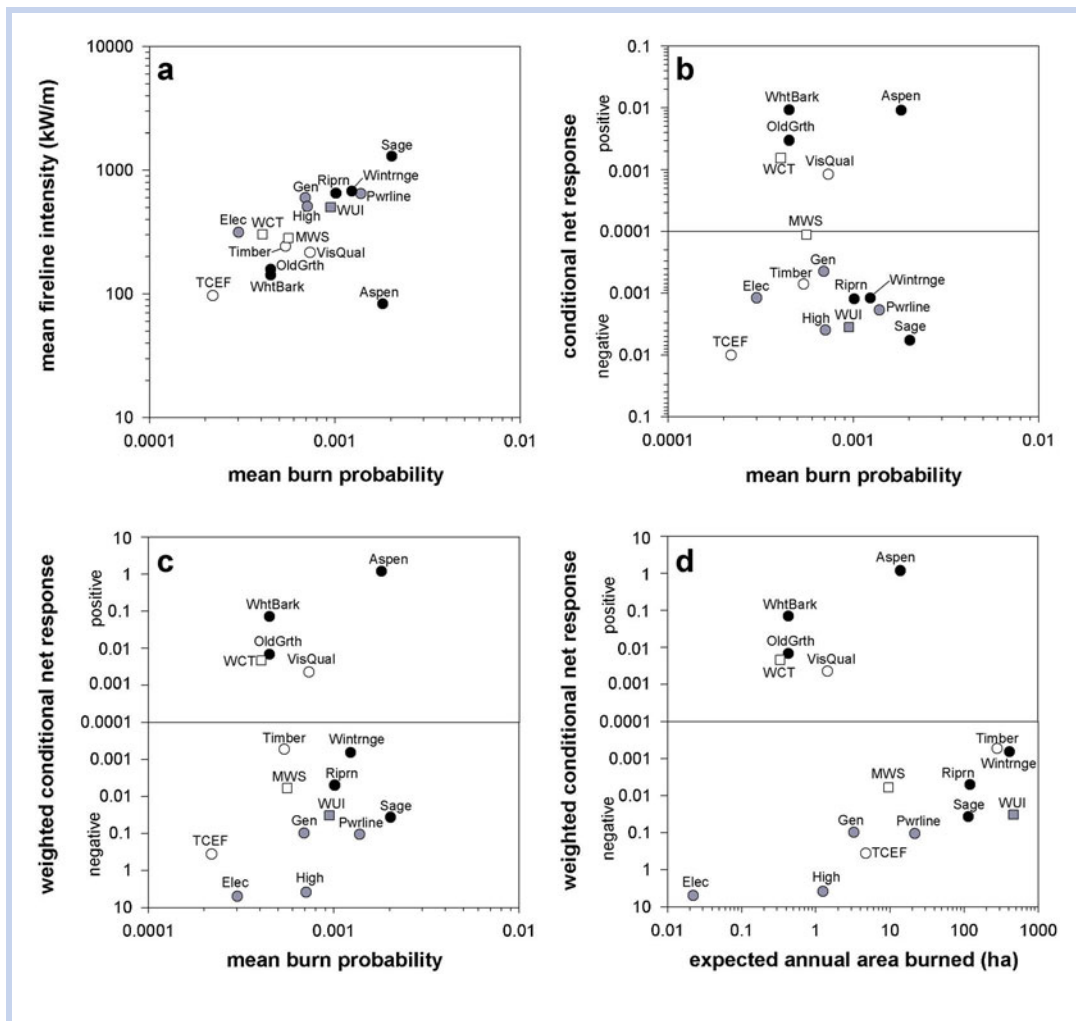 a
mean fireline intensity (kW/m)
10000
1000
100
10
Sage
Riprn
Wintrnge
Gen
Pwrline
High
WUI
Elec
WCT
MWS
Timber
VisQual
OldGrth
WhtBark
TCEF
Aspen
0.0001
0.001
0.01
mean burn probability
b
conditional net response
positive
negative
0.1
0.01
0.001
0.0001
0.001
0.01
0.1
WhtBark
Aspen
OldGrth
WCT
VisQual
MWS
Gen
Timber
Elec
Riprn
Wintrnge
Pwrline
High
WUI
Sage
TCEF
0.0001
0.001
0.01
mean burn probability
c
weighted conditional net response
positive
negative
10
1
0.1
0.01
0.001
0.0001
0.001
0.01
0.1
1
10
Aspen
WhtBark
OldGrth
WCT
VisQual
Timber
Wintrnge
MWS
Riprn
WUI
Sage
Gen
Pwrline
TCEF
Elec
High
0.0001
0.001
0.01
mean burn probability
d
weighted conditional net response
positive
negative
10
1
0.1
0.01
0.001
0.0001
0.001
0.01
0.1
1
10
Aspen
WhtBark
OldGrth
WCT
VisQual
Timber
Wintrnge
MWS
Riprn
Sage
WUI
Gen
Pwrline
TCEF
Elec
High
0.01
0.1
1
10
100
1000
expected annual area burned (ha)